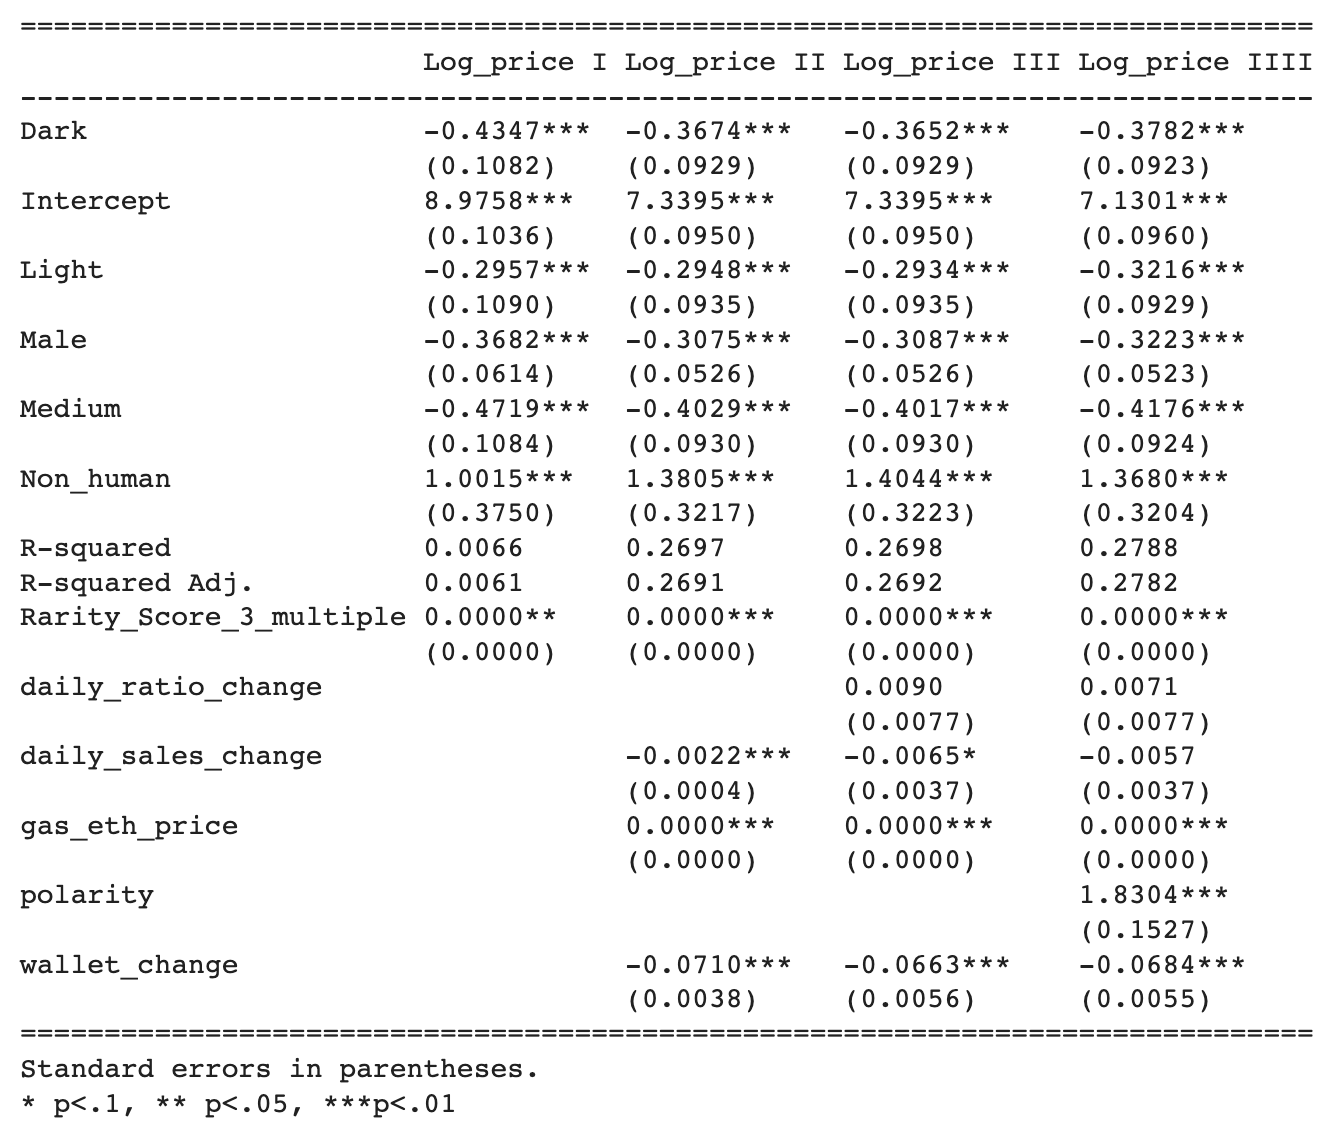 ==============================================================================
                        Log_price I Log_price II Log_price III Log_price IIII
------------------------------------------------------------------------------
Dark                    -0.4347***  -0.3674***   -0.3652***    -0.3782***
                        (0.1082)    (0.0929)     (0.0929)      (0.0923)
Intercept               8.9758***   7.3395***    7.3395***     7.1301***
                        (0.1036)    (0.0950)     (0.0950)      (0.0960)
Light                   -0.2957***  -0.2948***   -0.2934***    -0.3216***
                        (0.1090)    (0.0935)     (0.0935)      (0.0929)
Male                    -0.3682***  -0.3075***   -0.3087***    -0.3223***
                        (0.0614)    (0.0526)     (0.0526)      (0.0523)
Medium                  -0.4719***  -0.4029***   -0.4017***    -0.4176***
                        (0.1084)    (0.0930)     (0.0930)      (0.0924)
Non_human               1.0015***   1.3805***    1.4044***     1.3680***
                        (0.3750)    (0.3217)     (0.3223)      (0.3204)
R-squared               0.0066      0.2697       0.2698        0.2788
R-squared Adj.          0.0061      0.2691       0.2692        0.2782
Rarity_Score_3_multiple 0.0000**    0.0000***    0.0000***     0.0000***
                        (0.0000)    (0.0000)     (0.0000)      (0.0000)
daily_ratio_change                               0.0090        0.0071
                                                 (0.0077)      (0.0077)
daily_sales_change                  -0.0022***   -0.0065*      -0.0057
                                    (0.0004)     (0.0037)      (0.0037)
gas_eth_price                       0.0000***    0.0000***     0.0000***
                                    (0.0000)     (0.0000)      (0.0000)
polarity                                                       1.8304***
                                                               (0.1527)
wallet_change                       -0.0710***   -0.0663***    -0.0684***
                                    (0.0038)     (0.0056)      (0.0055)
==============================================================================
Standard errors in parentheses.
* p<.1, ** p<.05, ***p<.01